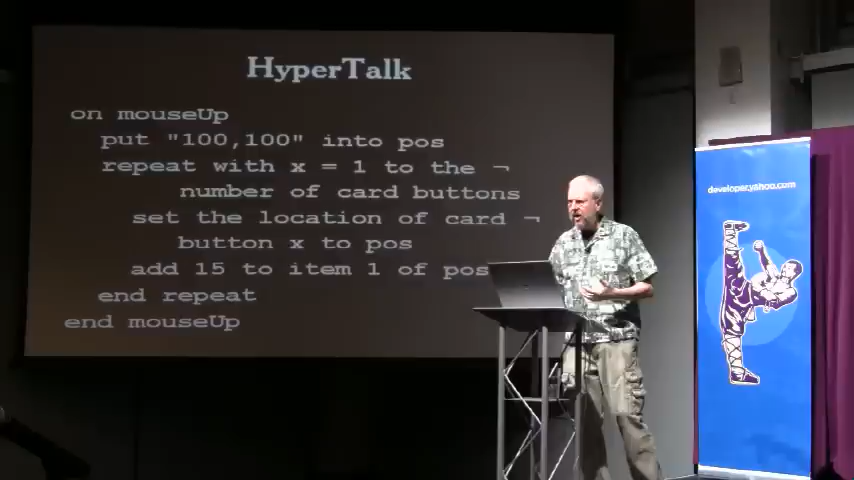 HyperTalk
on mouseUp
put "100,100" into pos
repeat with x = 1 to the ¬
number of card buttons
set the location of card ¬
button x to pos
add 15 to item 1 of pos
end repeat
end mouseUp
developer.yahoo.com